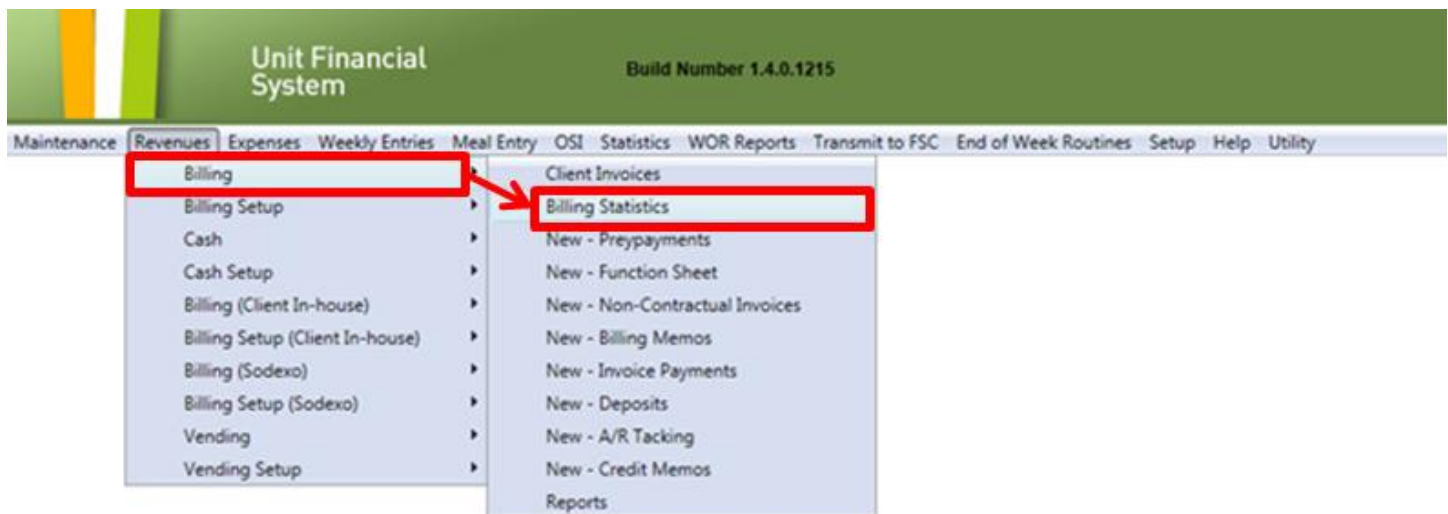 Unit Financial
System
Build Number 1.4.0.1215
Maintenance Revenues Expenses Weekly Entries Meal Entry OSI Statistics WOR Reports Transmit to FSC End of Week Routines Setup Help Utility
Billing
Billing Setup
Cash
Cash Setup
Billing (Client In-house)
Billing Setup (Client In-house)
Billing (Sodexo)
Billing Setup (Sodexo)
Vending
Vending Setup
Client Invoices
Billing Statistics
New - Preypayments
New - Function Sheet
New - Non-Contractual Invoices
New - Billing Memos
New - Invoice Payments
New - Deposits
New - A/R Tacking
New - Credit Memos
Reports